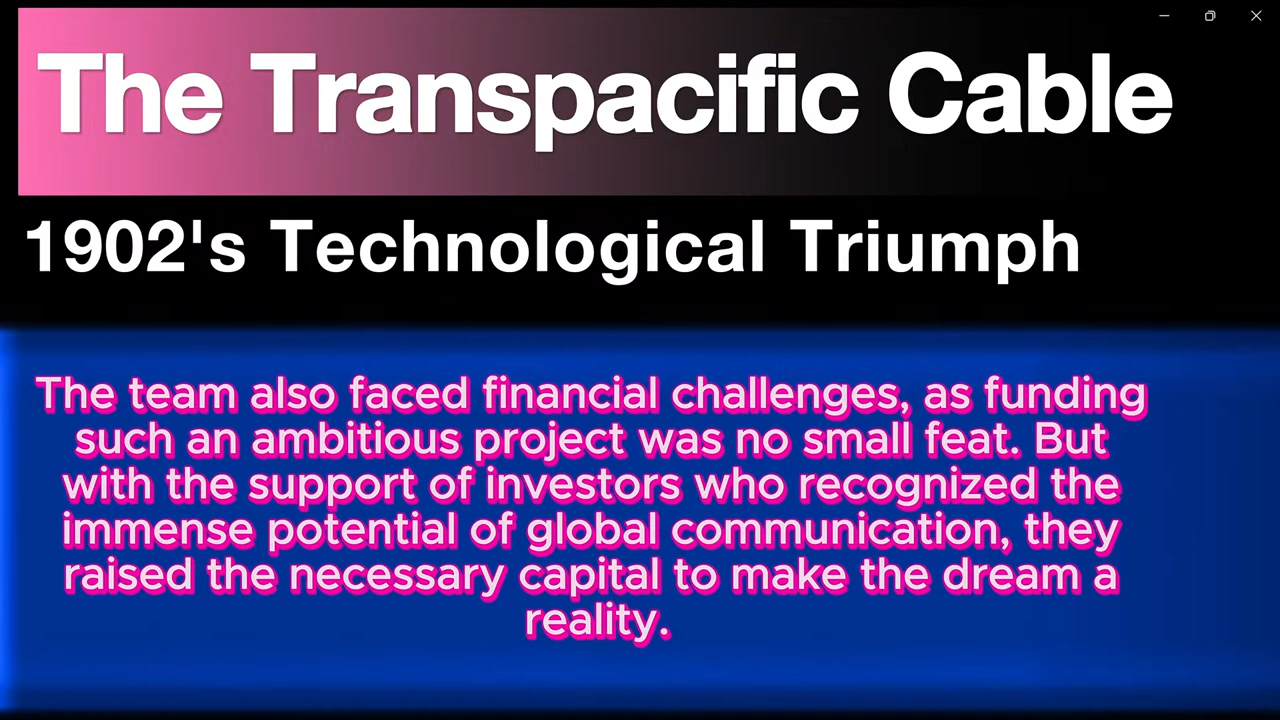 The Transpacific Cable
1902's Technological Triumph
The team also faced financial challenges, as funding
such an ambitious project was no small feat. But
with the support of investors who recognized the
immense potential of global communication, they
raised the necessary capital to make the dream a
reality.